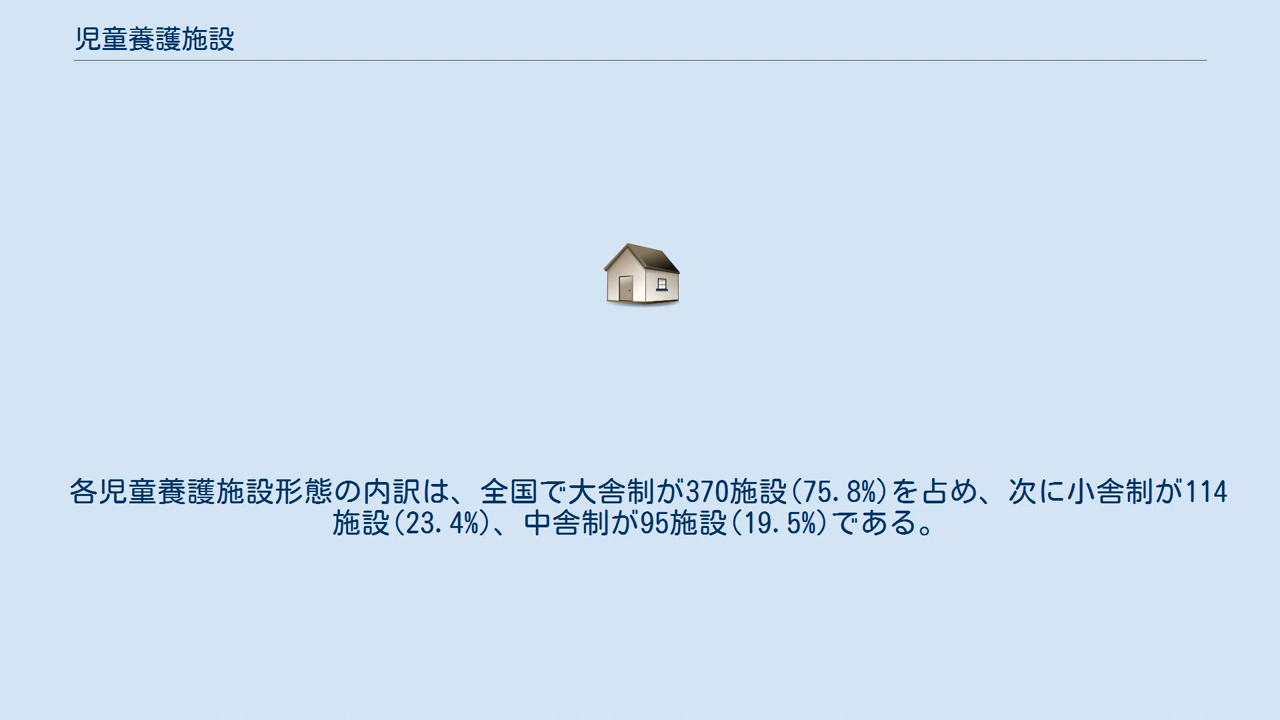 児童養護施設
各児童養護施設形態の内訳は、全国で大舎制が370施設(75.8%)を占め、次に小舎制が114
施設(23.4%)、中舎制が95施設(19.5%)である。